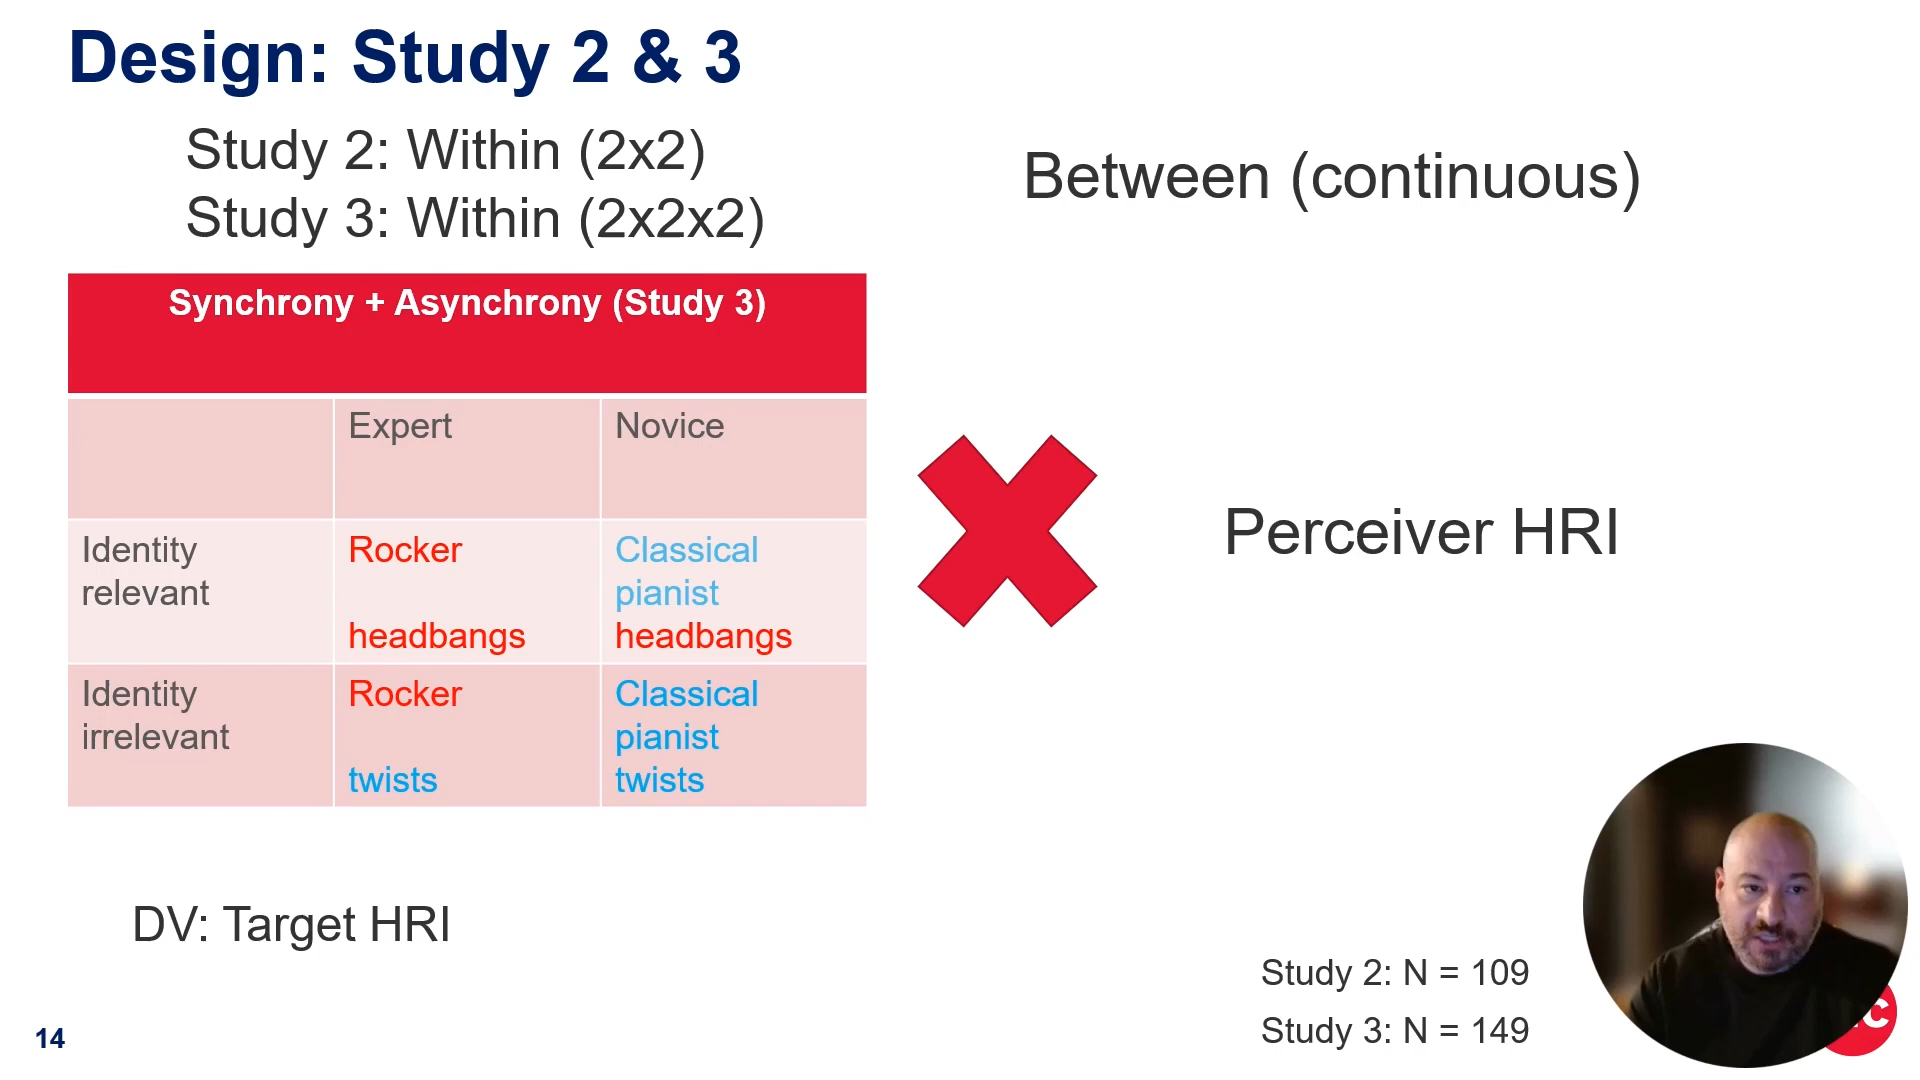 Design: Study 2 & 3
Study 2: Within (2x2)
Study 3: Within (2x2x2)
Between (continuous)
Synchrony + Asynchrony (Study 3)
Expert
Novice
Identity
relevant
Rocker
headbangs
Classical
pianist
headbangs
Identity
irrelevant
Rocker
twists
Classical
pianist
twists
Perceiver HRI
DV: Target HRI
Study 2: N = 109
Study 3: N = 149
14